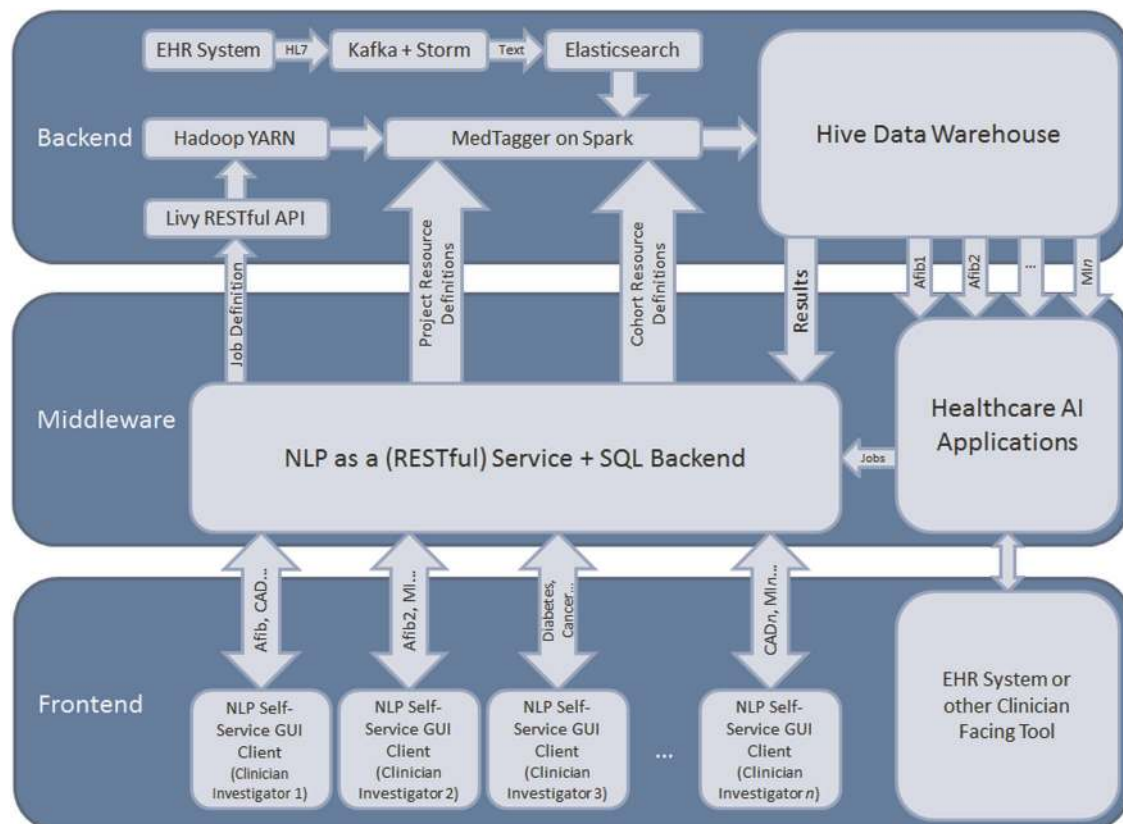 EHR System
HL7
Kafka + Storm
Text
Elasticsearch
Backend
Hadoop YARN
MedTagger on Spark
Hive Data Warehouse
Livy RESTful API
Job Definition
Project Resource
Definitions
Cohort Resource
Definitions
Results
Afib1
Afib2
...
MIn
Middleware
NLP as a (RESTful) Service + SQL Backend
Jobs
Healthcare AI
Applications
Afib, CAD...
Afib2, MI...
Diabetes,
Cancer...
CADn, MIn...
Frontend
NLP Self-
Service GUI
Client
(Clinician
Investigator 1)
NLP Self-
Service GUI
Client
(Clinician
Investigator 2)
NLP Self-
Service GUI
Client
(Clinician
Investigator 3)
...
NLP Self-
Service GUI
Client
(Clinician
Investigator n)
EHR System or
other Clinician
Facing Tool